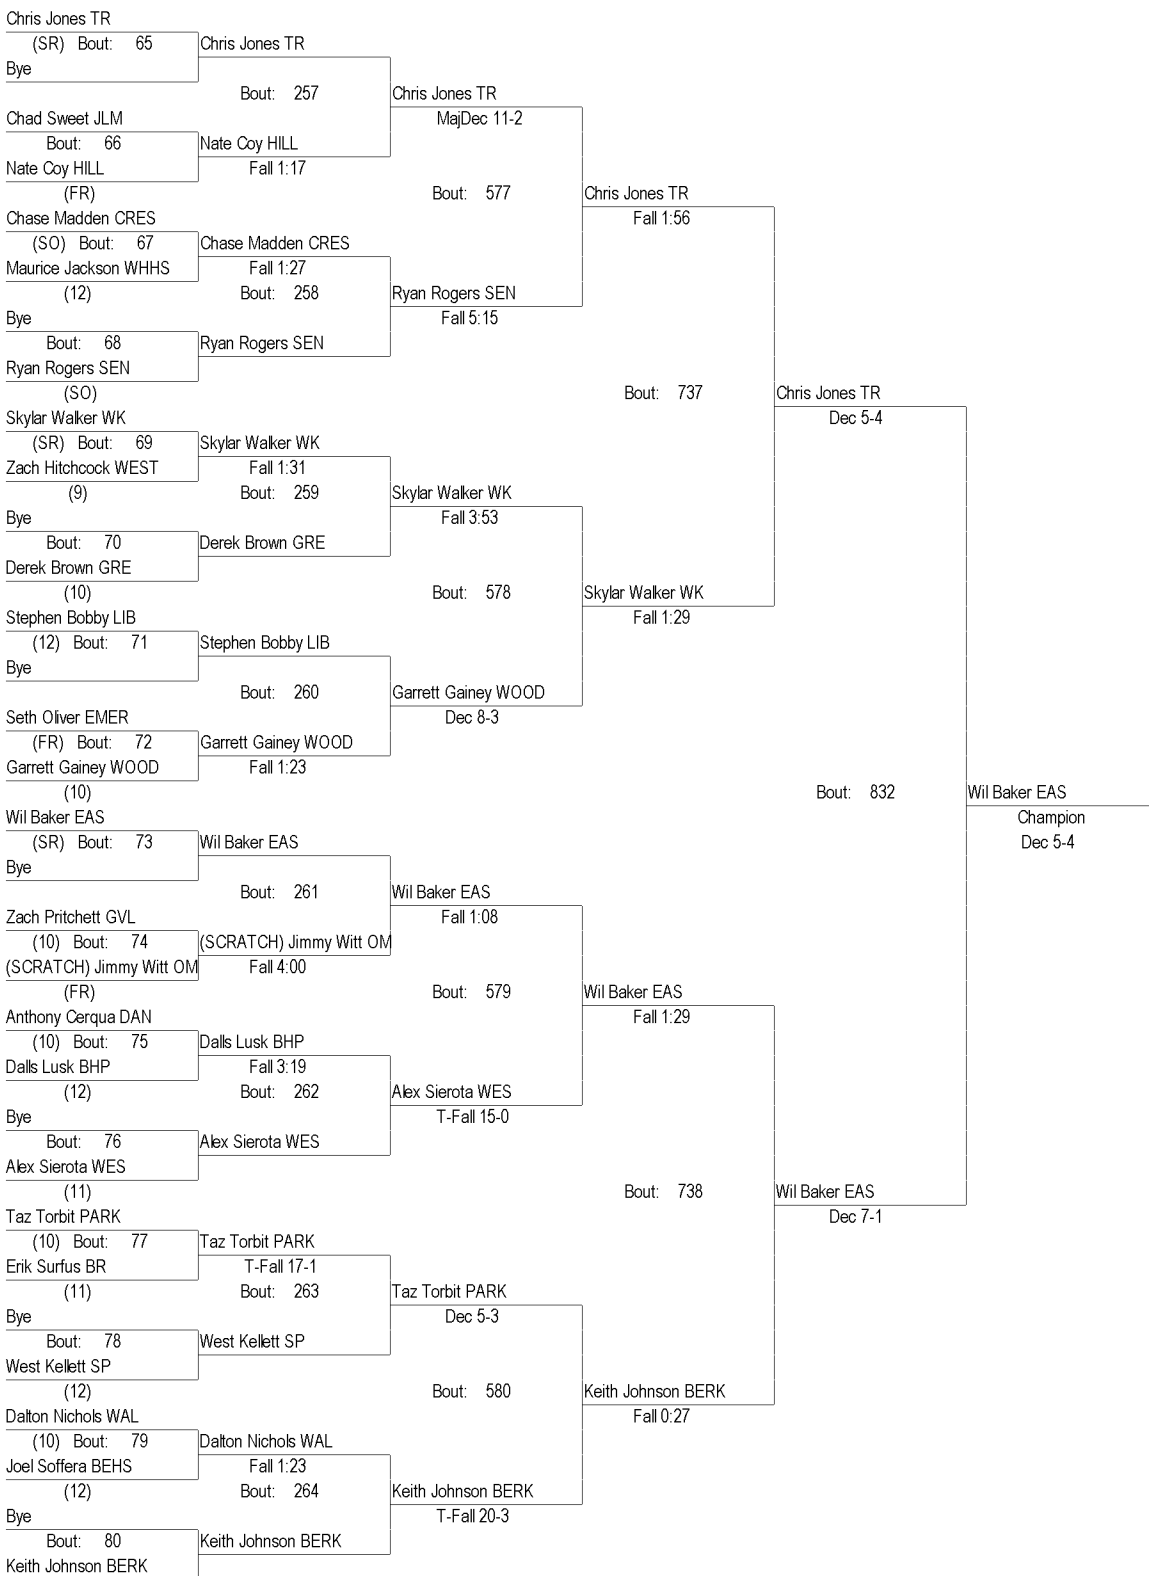 Chris Jones TR
(SR) Bout: 65 Chris Jones TR
Bye
Bout: 257 Chris Jones TR
Chad Sweet JLM MajDec 11-2
Bout: 66 Nate Coy HILL
Nate Coy HILL Fall 1:17
(FR) Bout: 577 Chris Jones TR
Chase Madden CRES Fall 1:56
(SO) Bout: 67 Chase Madden CRES
Maurice Jackson WHHS Fall 1:27
(12) Bout: 258 Ryan Rogers SEN
Bye Fall 5:15
Bout: 68 Ryan Rogers SEN
Ryan Rogers SEN
(SO) Bout: 737 Chris Jones TR
Skylar Walker WK Dec 5-4
(SR) Bout: 69 Skylar Walker WK
Zach Hitchcock WEST Fall 1:31
(9) Bout: 259 Skylar Walker WK
Bye Fall 3:53
Bout: 70 Derek Brown GRE
Derek Brown GRE
(10) Bout: 578 Skylar Walker WK
Stephen Bobby LIB Fall 1:29
(12) Bout: 71 Stephen Bobby LIB
Bye
Bout: 260 Garrett Gainey WOOD
Seth Oliver EMER Dec 8-3
(FR) Bout: 72 Garrett Gainey WOOD
Garrett Gainey WOOD Fall 1:23
(10) Bout: 832 Wil Baker EAS
Wil Baker EAS Champion
(SR) Bout: 73 Wil Baker EAS Dec 5-4
Bye
Bout: 261 Wil Baker EAS
Zach Pritchett GVL Fall 1:08
(10) Bout: 74 (SCRATCH) Jimmy Witt OM
(SCRATCH) Jimmy Witt OM Fall 4:00
(FR) Bout: 579 Wil Baker EAS
Anthony Cerqua DAN Fall 1:29
(10) Bout: 75 Dalls Lusk BHP
Dalls Lusk BHP Fall 3:19
(12) Bout: 262 Alex Sierota WES
Bye T-Fall 15-0
Bout: 76 Alex Sierota WES
Alex Sierota WES
(11) Bout: 738 Wil Baker EAS
Taz Torbit PARK Dec 7-1
(10) Bout: 77 Taz Torbit PARK
Erik Surfus BR T-Fall 17-1
(11) Bout: 263 Taz Torbit PARK
Bye Dec 5-3
Bout: 78 West Kellett SP
West Kellett SP
(12) Bout: 580 Keith Johnson BERK
Dalton Nichols WAL Fall 0:27
(10) Bout: 79 Dalton Nichols WAL
Joel Soffera BEHS Fall 1:23
(12) Bout: 264 Keith Johnson BERK
Bye T-Fall 20-3
Bout: 80 Keith Johnson BERK
Keith Johnson BERK